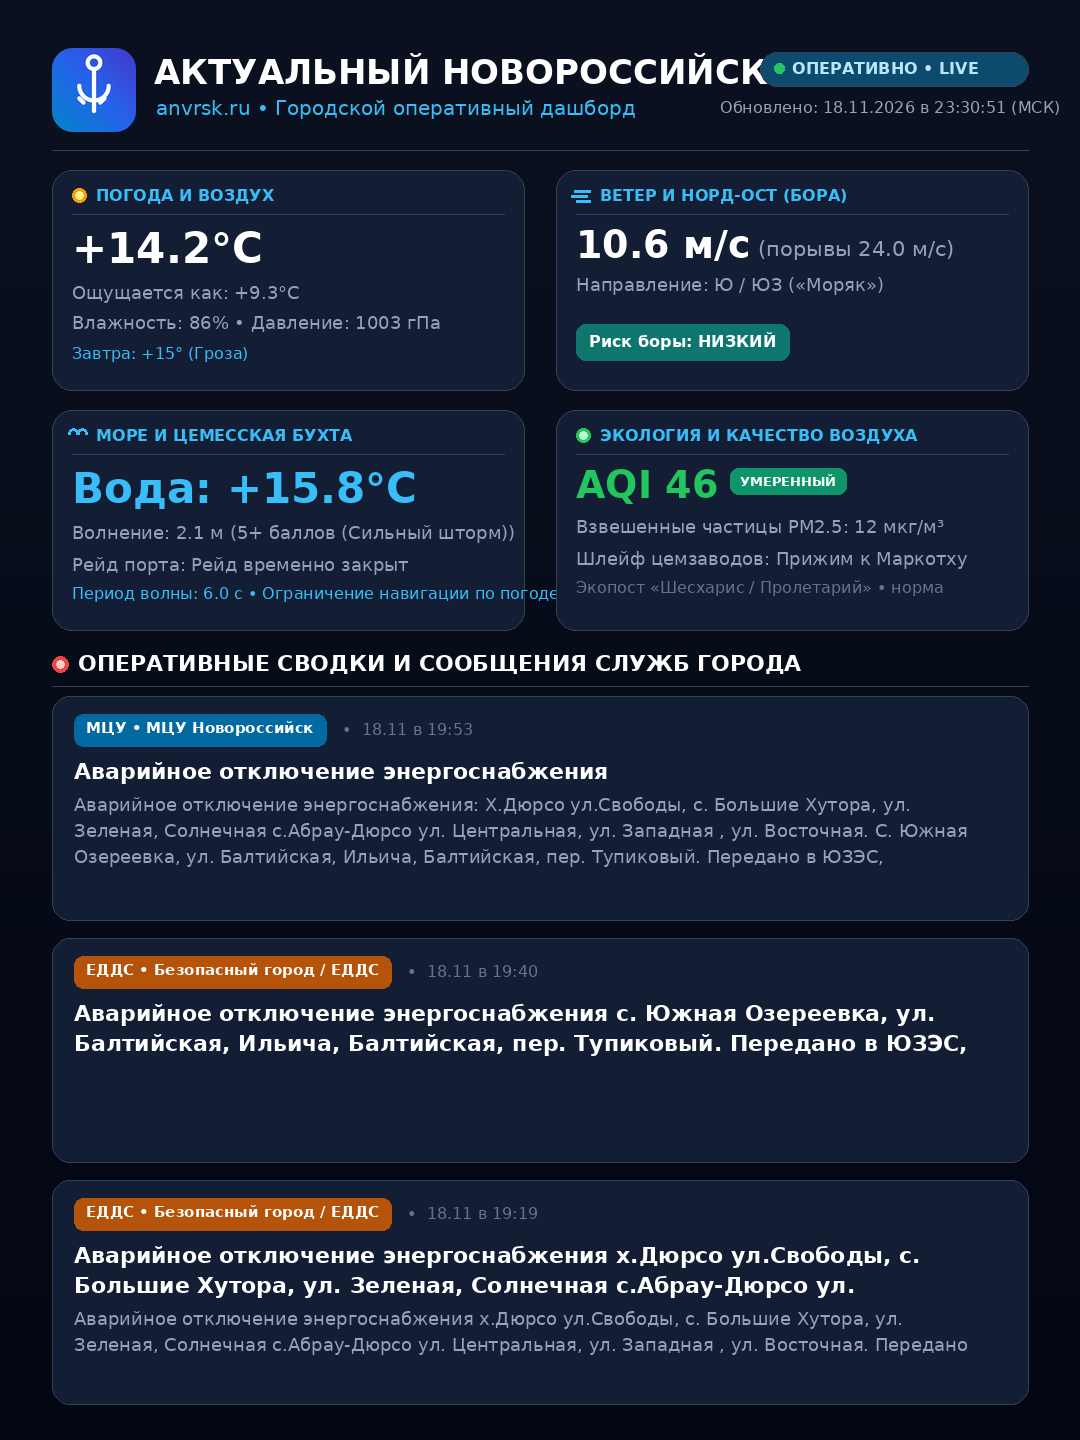 АКТУАЛЬНЫЙ НОВОРОССИЙСК
ОПЕРАТИВНО • LIVE
anvrsk.ru • Городской оперативный дашборд
Обновлено: 18.11.2026 в 23:30:51 (МСК)
ПОГОДА И ВОЗДУХ
+14.2°C
Ощущается как: +9.3°C
Влажность: 86% • Давление: 1003 гПа
Завтра: +15° (Гроза)
ВЕТЕР И НОРД-ОСТ (БОРА)
10.6 м/с (порывы 24.0 м/с)
Направление: Ю / ЮЗ («Моряк»)
Риск боры: НИЗКИЙ
МОРЕ И ЦЕМЕССКАЯ БУХТА
Вода: +15.8°C
Волнение: 2.1 м (5+ баллов (Сильный шторм))
Рейд порта: Рейд временно закрыт
Период волны: 6.0 с • Ограничение навигации по погоде
ЭКОЛОГИЯ И КАЧЕСТВО ВОЗДУХА
AQI 46 УМЕРЕННЫЙ
Взвешенные частицы PM2.5: 12 мкг/м³
Шлейф цемзаводов: Прижим к Маркотху
Экопост «Шесхарис / Пролетарий» • норма
ОПЕРАТИВНЫЕ СВОДКИ И СООБЩЕНИЯ СЛУЖБ ГОРОДА
МЦУ • МЦУ Новороссийск • 18.11 в 19:53
Аварийное отключение энергоснабжения
Аварийное отключение энергоснабжения: Х.Дюрсо ул.Свободы, с. Большие Хутора, ул.
Зеленая, Солнечная с.Абрау-Дюрсо ул. Центральная, ул. Западная , ул. Восточная. С. Южная
Озереевка, ул. Балтийская, Ильича, Балтийская, пер. Тупиковый. Передано в ЮЗЭС,
ЕДДС • Безопасный город / ЕДДС • 18.11 в 19:40
Аварийное отключение энергоснабжения с. Южная Озереевка, ул.
Балтийская, Ильича, Балтийская, пер. Тупиковый. Передано в ЮЗЭС,
ЕДДС • Безопасный город / ЕДДС • 18.11 в 19:19
Аварийное отключение энергоснабжения х.Дюрсо ул.Свободы, с.
Большие Хутора, ул. Зеленая, Солнечная с.Абрау-Дюрсо ул.
Аварийное отключение энергоснабжения х.Дюрсо ул.Свободы, с. Большие Хутора, ул.
Зеленая, Солнечная с.Абрау-Дюрсо ул. Центральная, ул. Западная , ул. Восточная. Передано